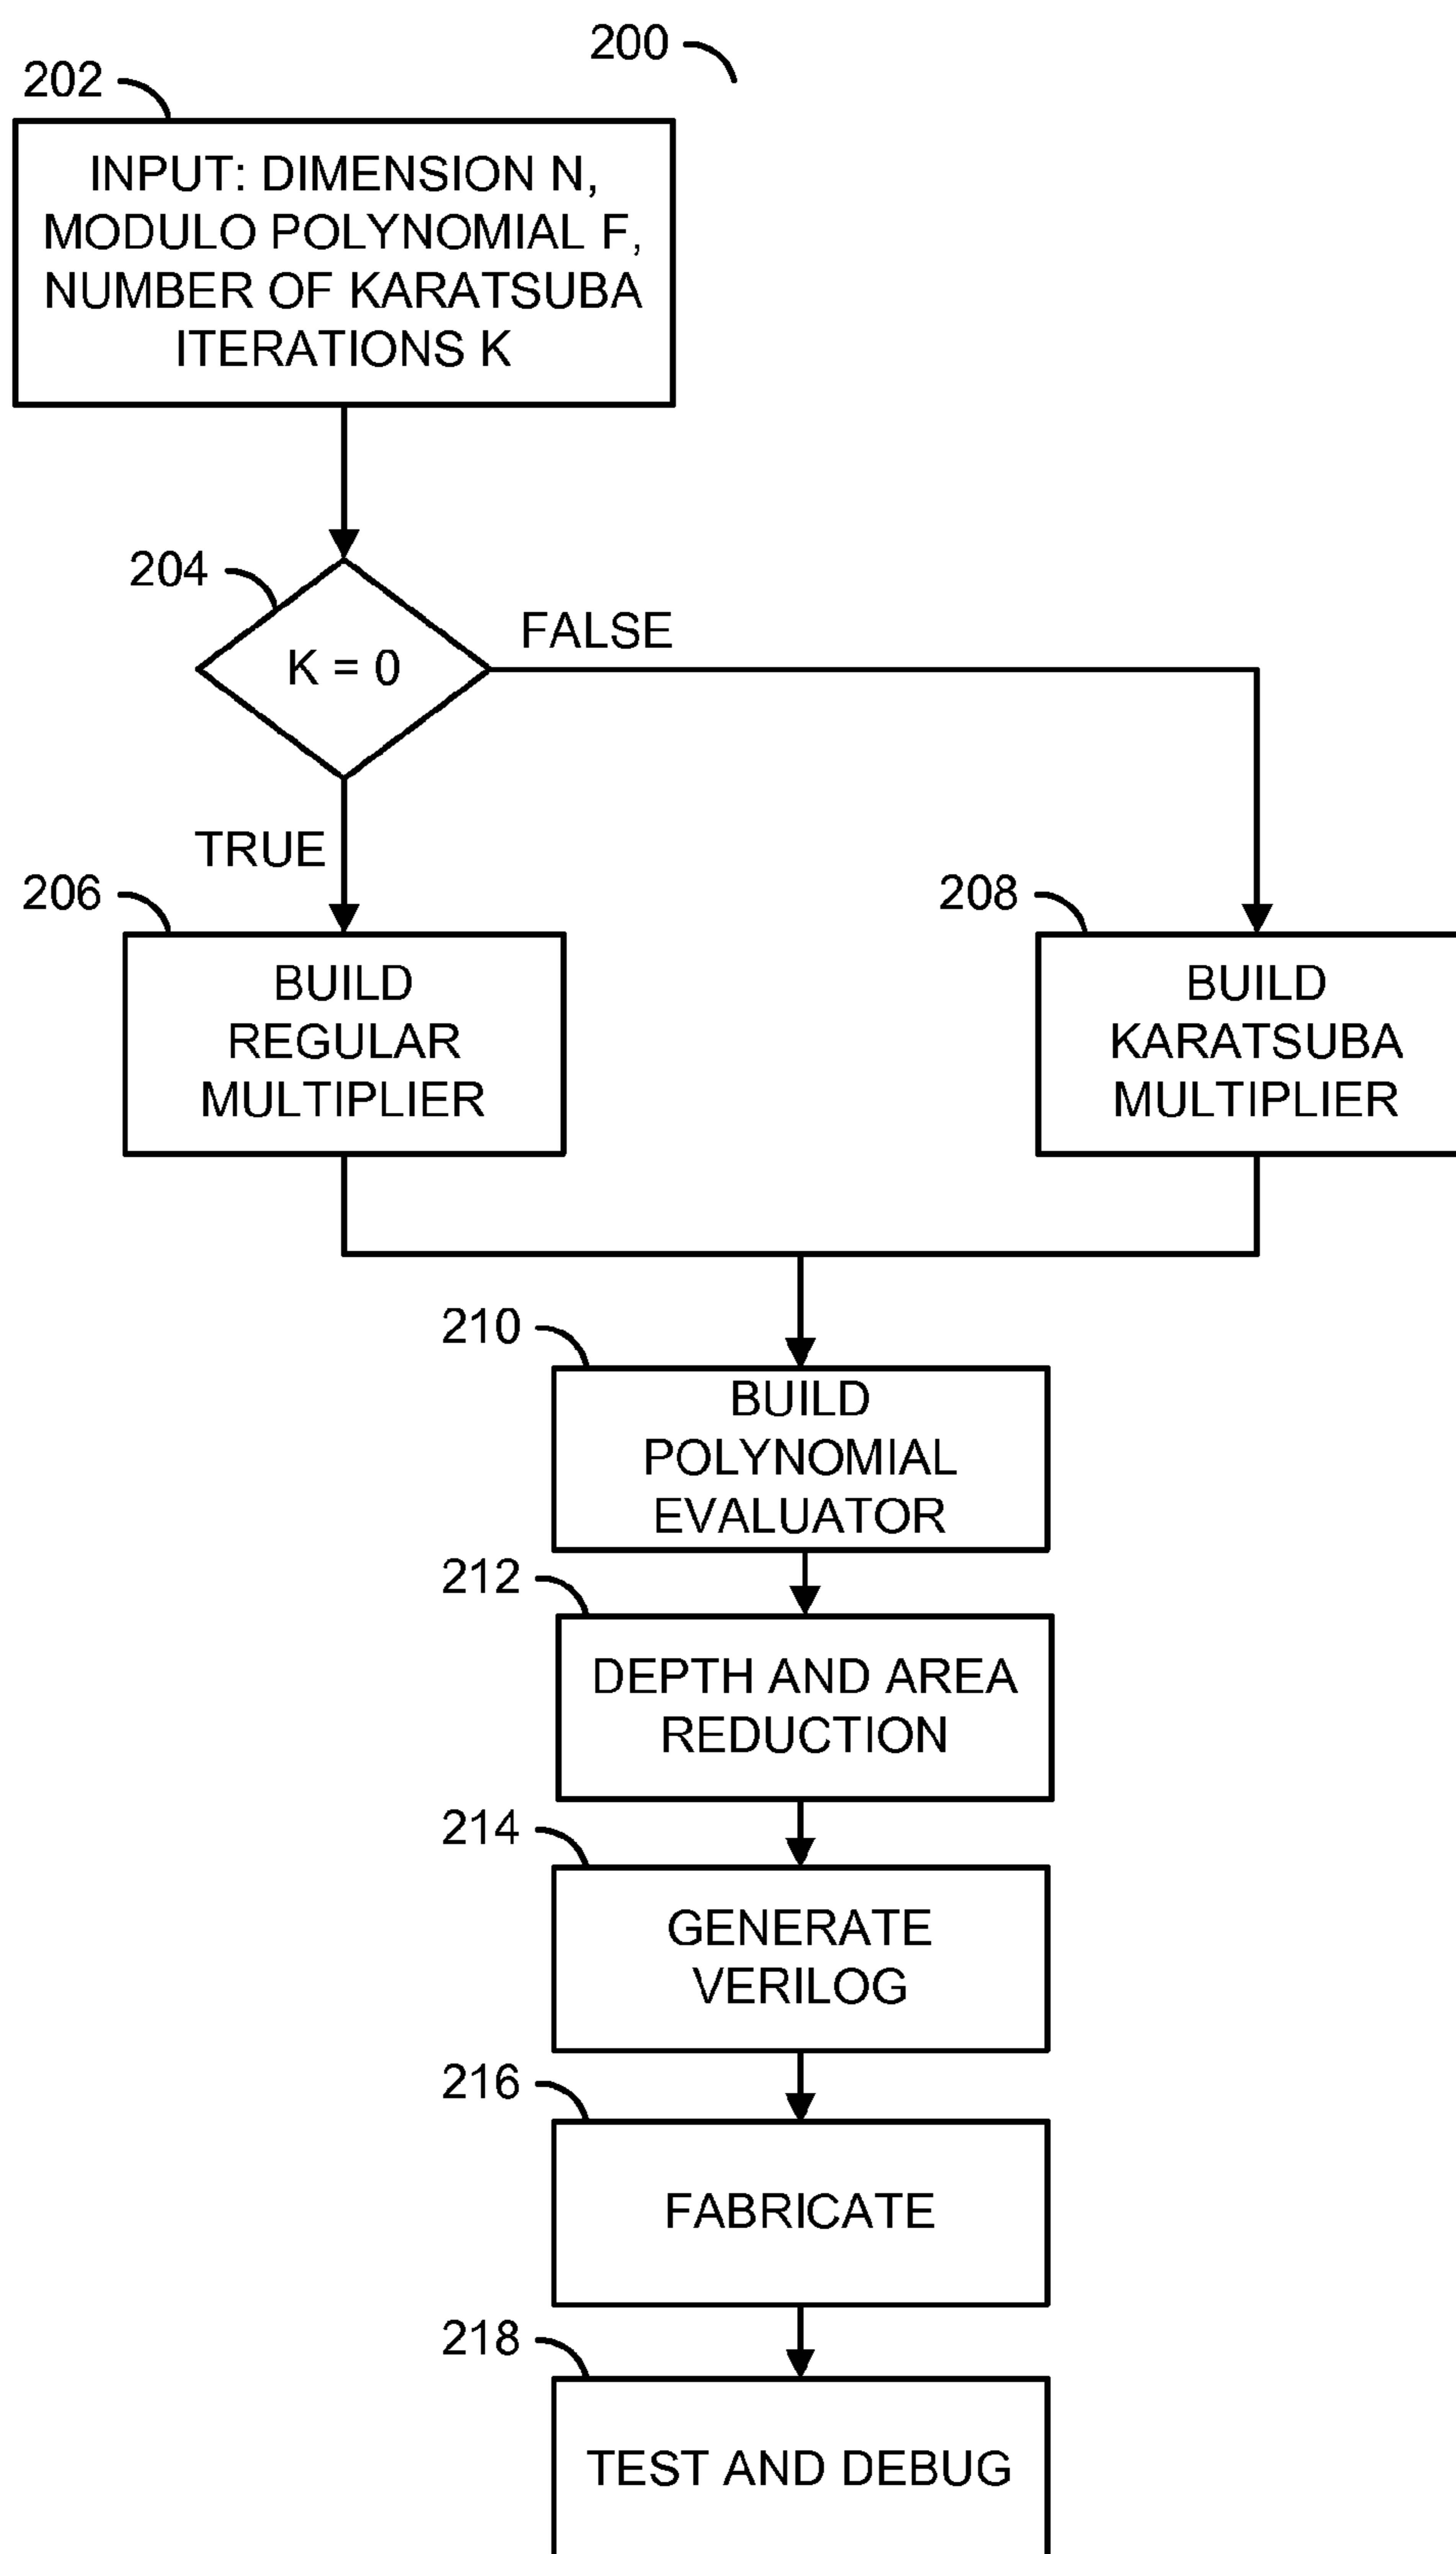 200
202
INPUT: DIMENSION N,
MODULO POLYNOMIAL F,
NUMBER OF KARATSUBA
ITERATIONS K
204
K = 0
FALSE
TRUE
206
BUILD
REGULAR
MULTIPLIER
208
BUILD
KARATSUBA
MULTIPLIER
210
BUILD
POLYNOMIAL
EVALUATOR
212
DEPTH AND AREA
REDUCTION
214
GENERATE
VERILOG
216
FABRICATE
218
TEST AND DEBUG